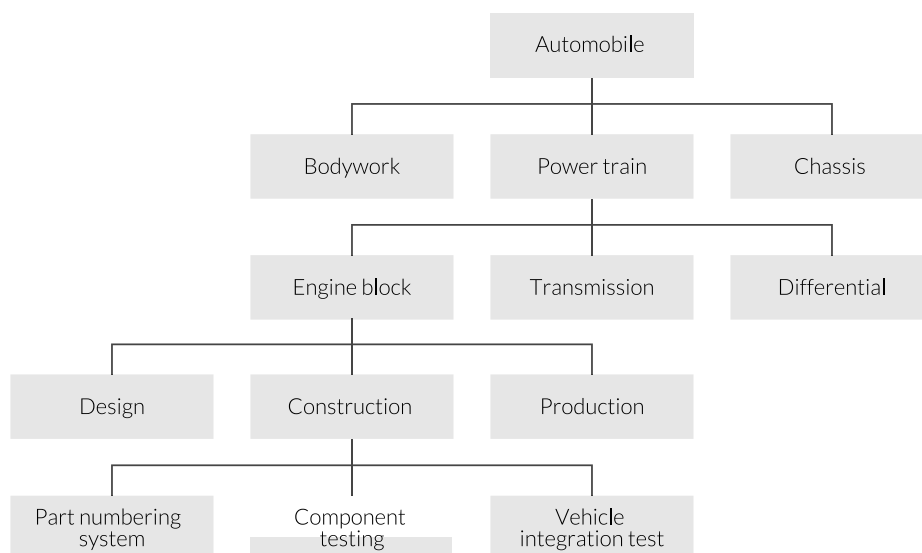 Automobile
Bodywork
Power train
Chassis
Engine block
Transmission
Differential
Design
Construction
Production
Part numbering
system
Component
testing
Vehicle
integration test